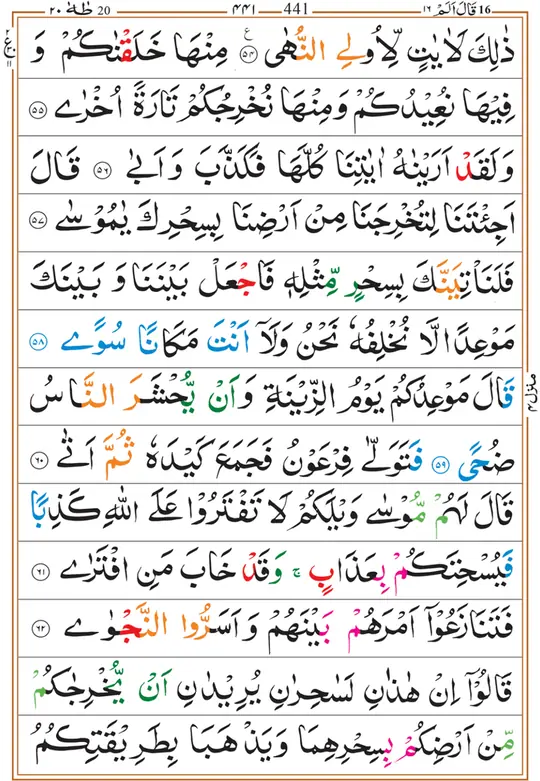 قَالَ اَلَمْ ١٦ 16 441 ٤٤١ 20 طٰهٰ ٢٠
ذٰلِكَ لَاٰيٰتٍ لِّاُولِي النُّهٰى ۝٥٤ مِنْهَا خَلَقْنٰكُمْ وَ
فِيْهَا نُعِيْدُكُمْ وَمِنْهَا نُخْرِجُكُمْ تَارَةً اُخْرٰى ۝٥٥
وَلَقَدْ اَرَيْنٰهُ اٰيٰتِنَا كُلَّهَا فَكَذَّبَ وَاَبٰى ۝٥٦ قَالَ
اَجِئْتَنَا لِتُخْرِجَنَا مِنْ اَرْضِنَا بِسِحْرِكَ يٰمُوْسٰى ۝٥٧
فَلَنَاْتِيَنَّكَ بِسِحْرٍ مِّثْلِهٖ فَاجْعَلْ بَيْنَنَا وَبَيْنَكَ
مَوْعِدًا لَّا نُخْلِفُهٗ نَحْنُ وَلَاۤ اَنْتَ مَكَانًا سُوًى ۝٥٨
قَالَ مَوْعِدُكُمْ يَوْمُ الزِّيْنَةِ وَاَنْ يُّحْشَرَ النَّاسُ
ضُحًى ۝٥٩ فَتَوَلّٰى فِرْعَوْنُ فَجَمَعَ كَيْدَهٗ ثُمَّ اَتٰى ۝٦٠
قَالَ لَهُمْ مُّوْسٰى وَيْلَكُمْ لَا تَفْتَرُوْا عَلَى اللّٰهِ كَذِبًا
فَيُسْحِتَكُمْ بِعَذَابٍ ۚ وَقَدْ خَابَ مَنِ افْتَرٰى ۝٦١
فَتَنَازَعُوْۤا اَمْرَهُمْ بَيْنَهُمْ وَاَسَرُّوا النَّجْوٰى ۝٦٢
قَالُوْۤا اِنْ هٰذٰنِ لَسٰحِرٰنِ يُرِيْدٰنِ اَنْ يُّخْرِجٰكُمْ
مِّنْ اَرْضِكُمْ بِسِحْرِهِمَا وَيَذْهَبَا بِطَرِيْقَتِكُمُ
منزل ٤